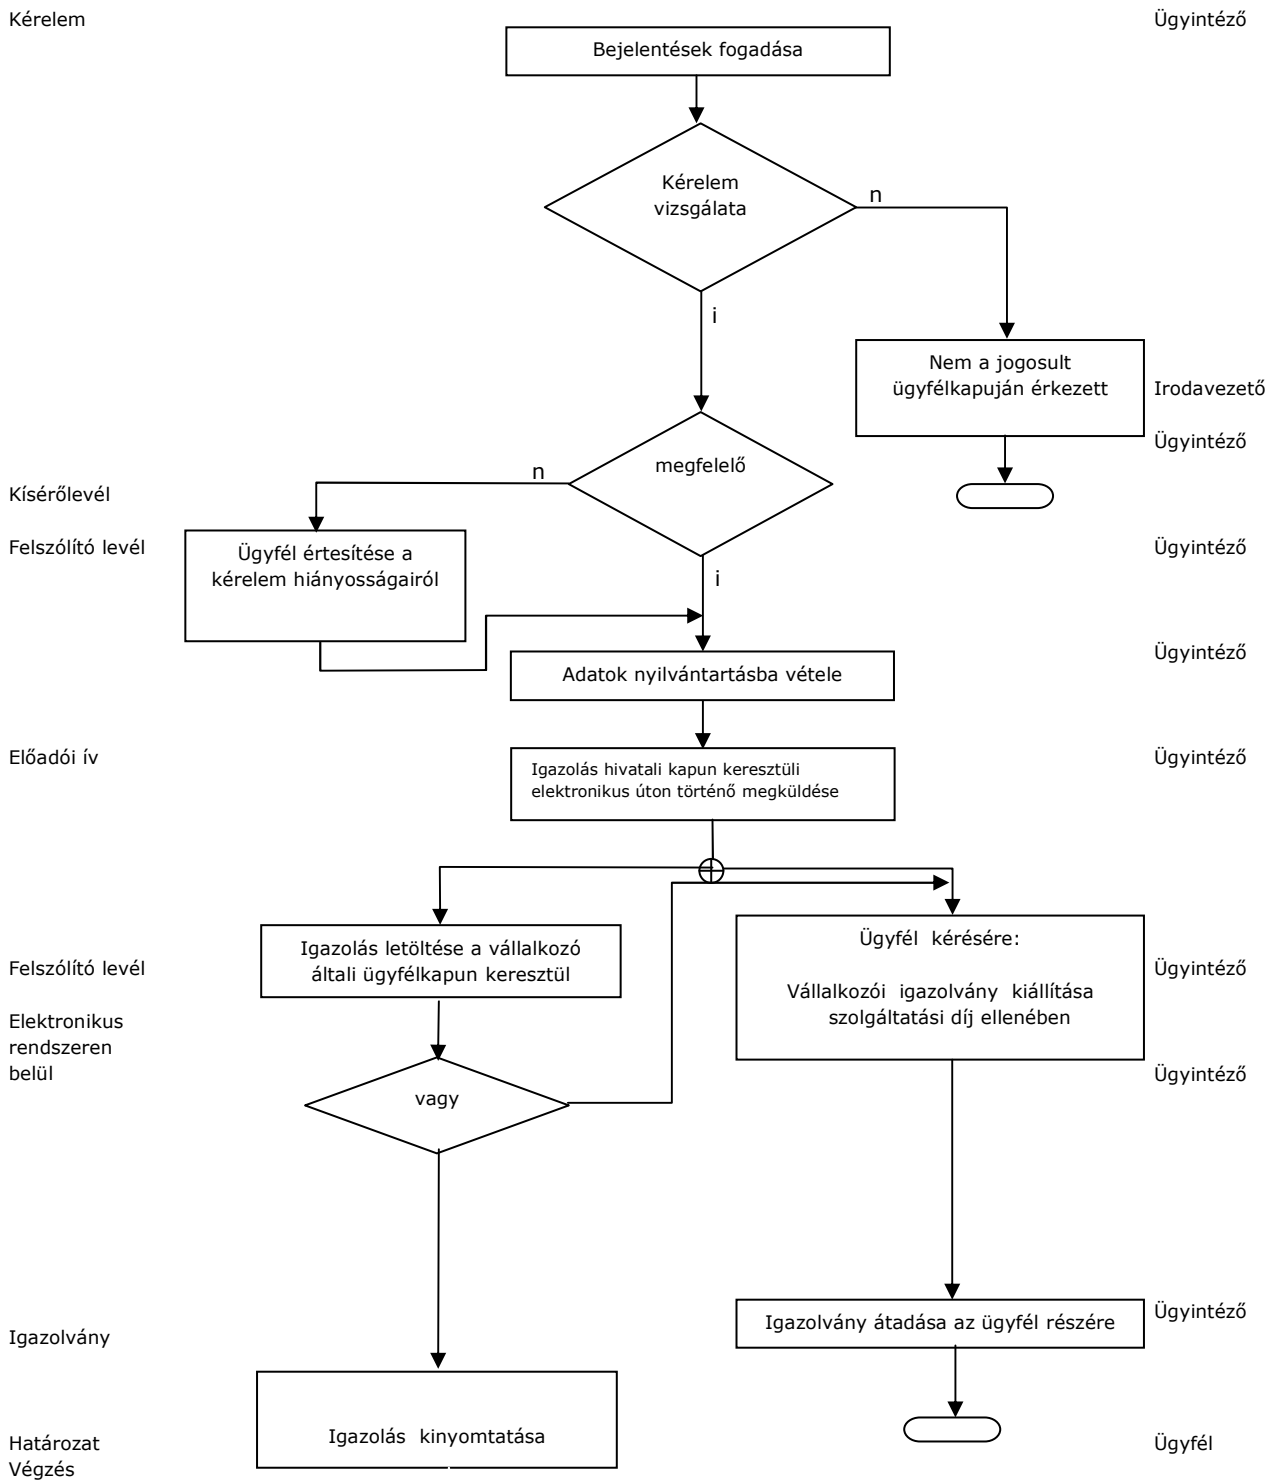 Kérelem
Ügyintéző
Bejelentések fogadása
Kérelem
vizsgálata
n
i
Nem a jogosult
ügyfélkapuján érkezett
Irodavezető
Ügyintéző
megfelelő
n
Kísérőlevél
Felszólító levél
Ügyfél értesítése a
kérelem hiányosságairól
Ügyintéző
i
Ügyintéző
Adatok nyilvántartásba vétele
Előadói ív
Ügyintéző
Igazolás hivatali kapun keresztüli
elektronikus úton történő megküldése
Igazolás letöltése a vállalkozó
általi ügyfélkapun keresztül
Ügyfél kérésére:
Vállalkozói igazolvány kiállítása
szolgáltatási díj ellenében
Felszólító levél
Ügyintéző
Elektronikus
rendszeren
belül
Ügyintéző
vagy
Igazolvány átadása az ügyfél részére
Ügyintéző
Igazolvány
Igazolás kinyomtatása
Határozat
Végzés
Ügyfél